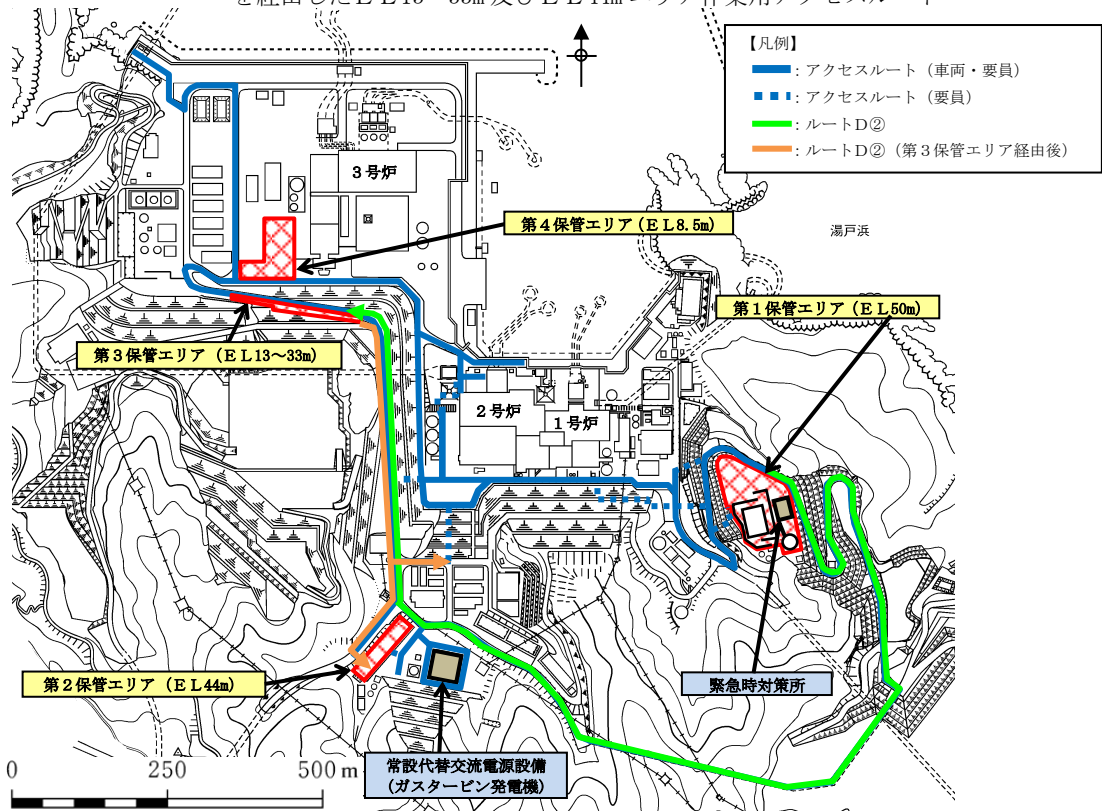 【凡例】
：アクセスルート（車両・要員）
：アクセスルート（要員）
：ルートＤ②
：ルートＤ②（第３保管エリア経由後）
３号炉
第４保管エリア（ＥＬ8.5m）
湯戸浜
第１保管エリア（ＥＬ50m）
第３保管エリア（ＥＬ13～33m）
２号炉
１号炉
第２保管エリア（ＥＬ44m）
緊急時対策所
常設代替交流電源設備
（ガスタービン発電機）
0 250 500 m